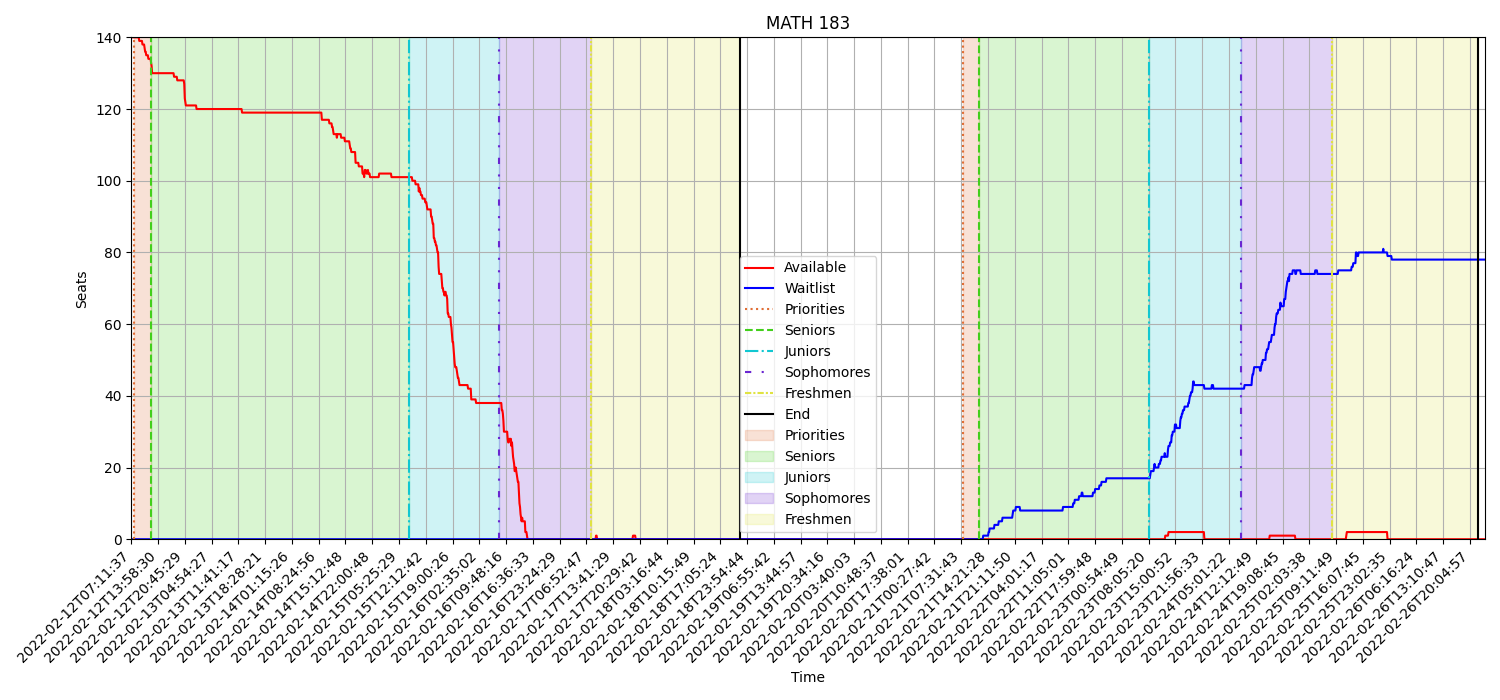 MATH 183
140
120
100
80
60
40
20
0
Seats
Available
Waitlist
Priorities
Seniors
Juniors
Sophomores
Freshmen
End
Priorities
Seniors
Juniors
Sophomores
Freshmen
2022-02-12T07:11:37
2022-02-12T13:58:30
2022-02-12T20:45:29
2022-02-13T04:54:27
2022-02-13T11:41:17
2022-02-13T18:28:21
2022-02-14T01:15:26
2022-02-14T08:24:56
2022-02-14T15:12:48
2022-02-14T22:00:48
2022-02-15T05:25:29
2022-02-15T12:12:42
2022-02-15T19:00:26
2022-02-16T02:35:02
2022-02-16T09:48:16
2022-02-16T16:36:33
2022-02-16T23:24:29
2022-02-17T06:52:47
2022-02-17T13:41:29
2022-02-17T20:29:42
2022-02-18T03:16:44
2022-02-18T10:15:49
2022-02-18T17:05:24
2022-02-18T23:54:44
2022-02-19T06:55:42
2022-02-19T13:44:57
2022-02-19T20:34:16
2022-02-20T03:40:03
2022-02-20T10:48:37
2022-02-20T17:38:01
2022-02-21T00:27:42
2022-02-21T07:31:43
2022-02-21T14:21:28
2022-02-21T21:11:50
2022-02-22T04:01:17
2022-02-22T11:05:01
2022-02-22T17:59:48
2022-02-23T00:54:49
2022-02-23T08:05:20
2022-02-23T15:00:52
2022-02-23T21:56:33
2022-02-24T05:01:22
2022-02-24T12:12:49
2022-02-24T19:08:45
2022-02-25T02:03:38
2022-02-25T09:11:49
2022-02-25T16:07:45
2022-02-25T23:02:35
2022-02-26T06:16:24
2022-02-26T13:10:47
2022-02-26T20:04:57
Time